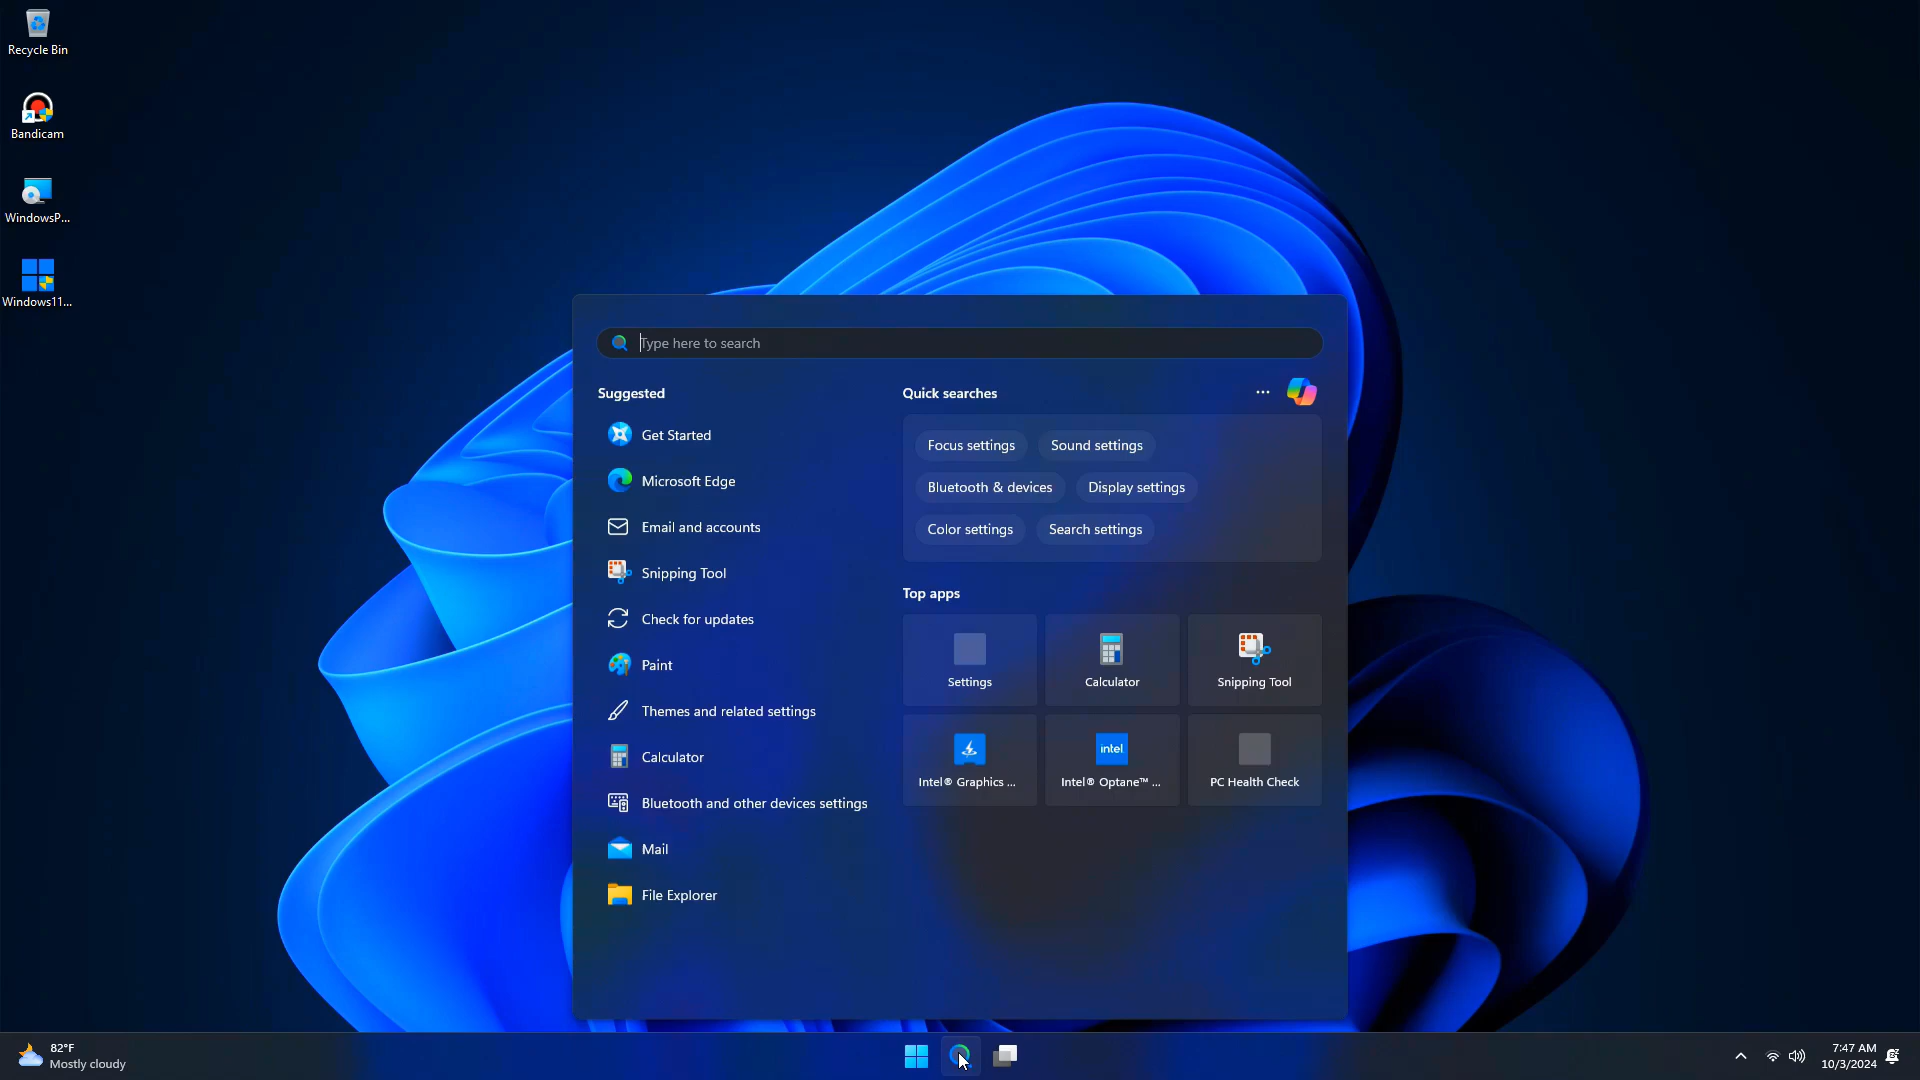 Recycle Bin
Bandicam
WindowsP...
Windows11...
Type here to search
Suggested
Get Started
Microsoft Edge
Email and accounts
Snipping Tool
Check for updates
Paint
Themes and related settings
Calculator
Bluetooth and other devices settings
Mail
File Explorer
Quick searches
Focus settings
Sound settings
Bluetooth & devices
Display settings
Color settings
Search settings
Top apps
Settings
Calculator
Snipping Tool
Intel® Graphics ...
intel
Intel® Optane™ ...
PC Health Check
82°F
Mostly cloudy
7:47 AM
10/3/2024